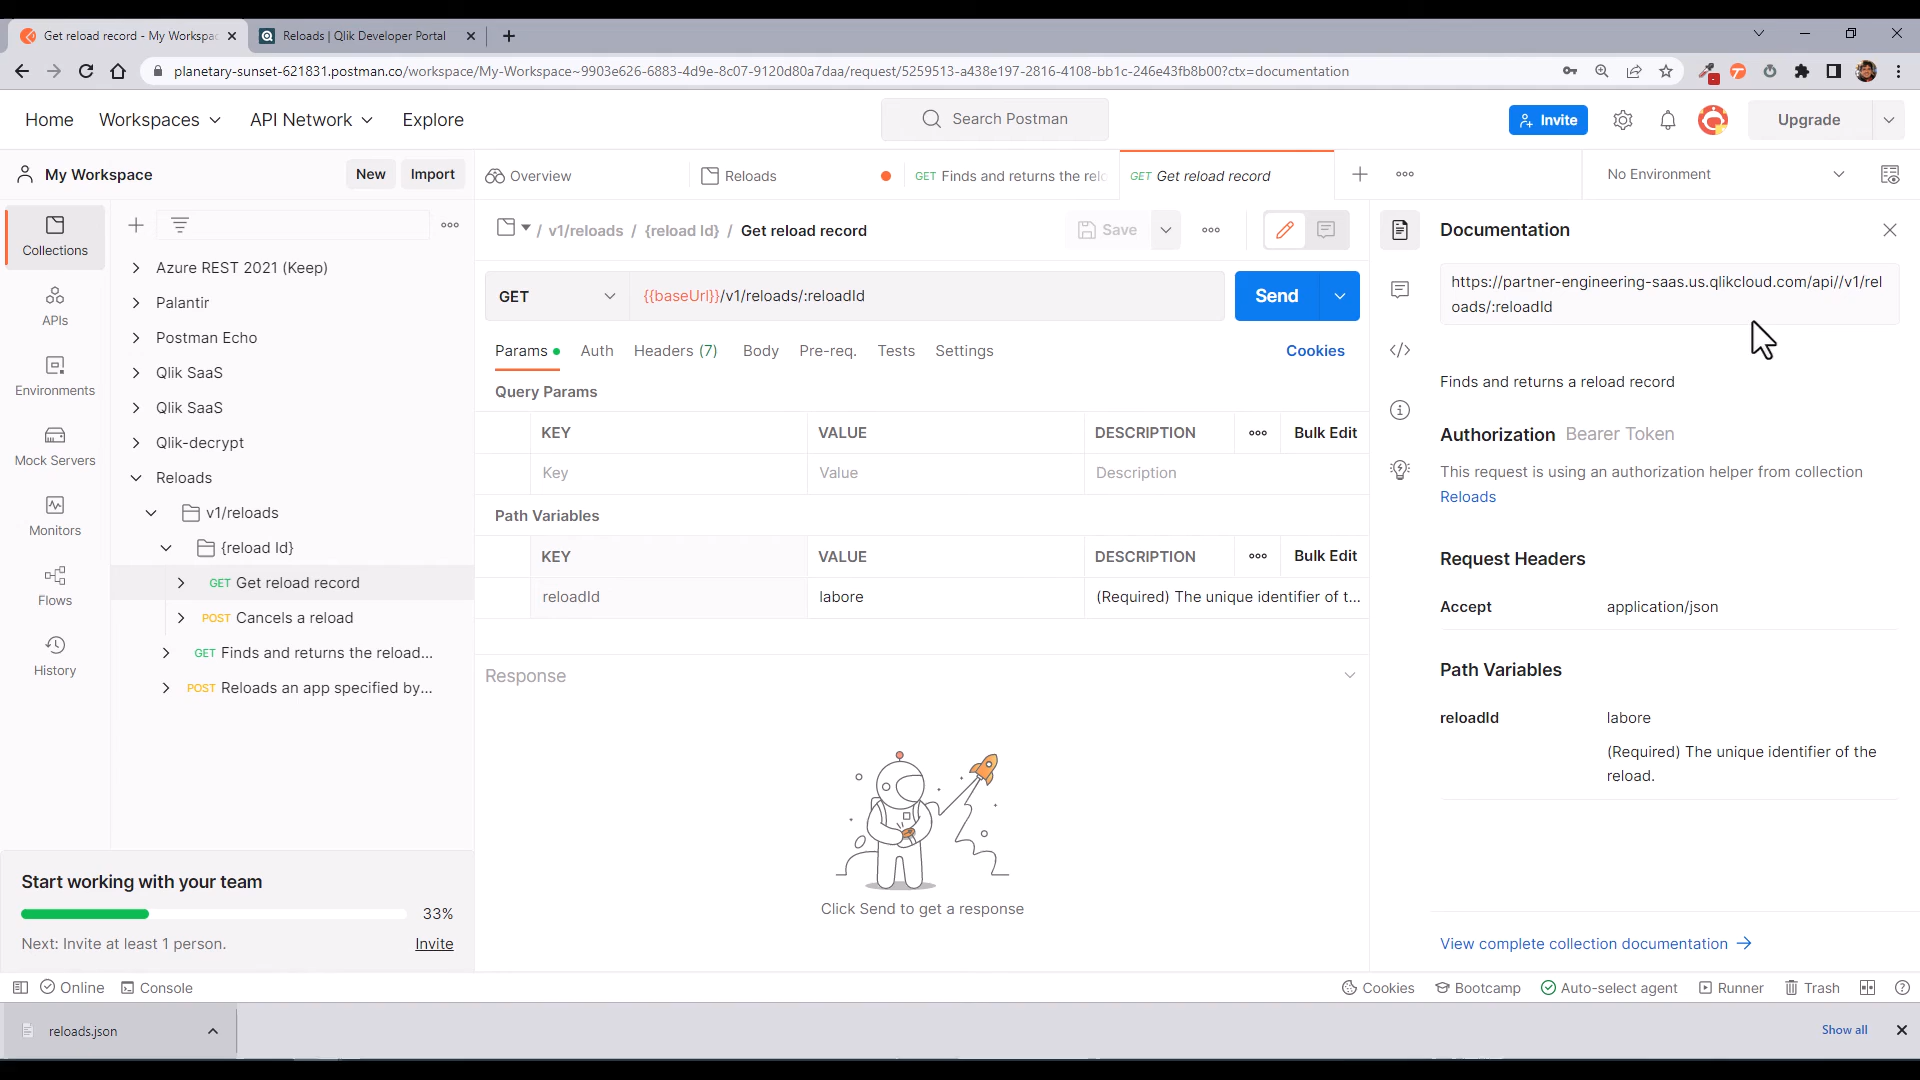 Get reload record - My Workspa
Reloads | Qlik Developer Portal
planetary-sunset-621831.postman.co/workspace/My-Workspace~9903e626-6883-4d9e-8c07-9120d80a7daa/request/5259513-a438e197-2816-4108-bb1c-246e43fb8b00?ctx=documentation
Home
Workspaces
API Network
Explore
Search Postman
Invite
Upgrade
My Workspace
New
Import
Overview
Reloads
GET Finds and returns the relo
GET Get reload record
No Environment
Collections
APIs
Environments
Mock Servers
Monitors
Flows
History
Azure REST 2021 (Keep)
Palantir
Postman Echo
Qlik SaaS
Qlik SaaS
Qlik-decrypt
Reloads
v1/reloads
{reload Id}
GET Get reload record
POST Cancels a reload
GET Finds and returns the reload...
POST Reloads an app specified by...
Start working with your team
33%
Next: Invite at least 1 person.
Invite
/ v1/reloads / {reload Id} / Get reload record
Save
GET
{{baseUrl}}/v1/reloads/:reloadId
Send
Params
Auth
Headers (7)
Body
Pre-req.
Tests
Settings
Cookies
Query Params
KEY VALUE DESCRIPTION Bulk Edit
Key Value Description
Path Variables
KEY VALUE DESCRIPTION Bulk Edit
reloadId labore (Required) The unique identifier of t...
Response
Click Send to get a response
Documentation
https://partner-engineering-saas.us.qlikcloud.com/api//v1/rel
oads/:reloadId
Finds and returns a reload record
Authorization Bearer Token
This request is using an authorization helper from collection
Reloads
Request Headers
Accept application/json
Path Variables
reloadId labore
(Required) The unique identifier of the
reload.
View complete collection documentation
Online
Console
Cookies
Bootcamp
Auto-select agent
Runner
Trash
reloads.json
Show all